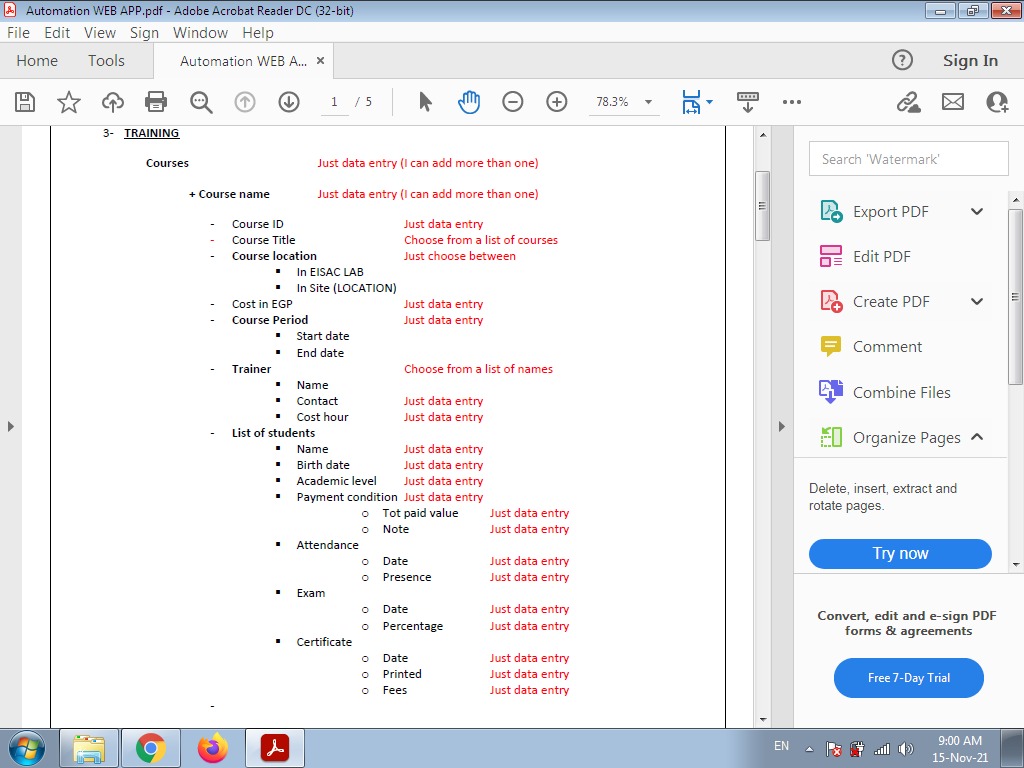 Automation WEB APP.pdf - Adobe Acrobat Reader DC (32-bit)
File Edit View Sign Window Help
Home Tools Automation WEB A... × Sign In
1 / 5 78.3%
3- TRAINING
Courses Just data entry (I can add more than one)
+ Course name Just data entry (I can add more than one)
- Course ID Just data entry
- Course Title Choose from a list of courses
- Course location Just choose between
▪ In EISAC LAB
▪ In Site (LOCATION)
- Cost in EGP Just data entry
- Course Period Just data entry
▪ Start date
▪ End date
- Trainer Choose from a list of names
▪ Name
▪ Contact Just data entry
▪ Cost hour Just data entry
- List of students
▪ Name Just data entry
▪ Birth date Just data entry
▪ Academic level Just data entry
▪ Payment condition Just data entry
o Tot paid value Just data entry
o Note Just data entry
▪ Attendance
o Date Just data entry
o Presence Just data entry
▪ Exam
o Date Just data entry
o Percentage Just data entry
▪ Certificate
o Date Just data entry
o Printed Just data entry
o Fees Just data entry
-
Search 'Watermark'
Export PDF
Edit PDF
Create PDF
Comment
Combine Files
Organize Pages
Delete, insert, extract and
rotate pages.
Try now
Convert, edit and e-sign PDF
forms & agreements
Free 7-Day Trial
EN
9:00 AM
15-Nov-21